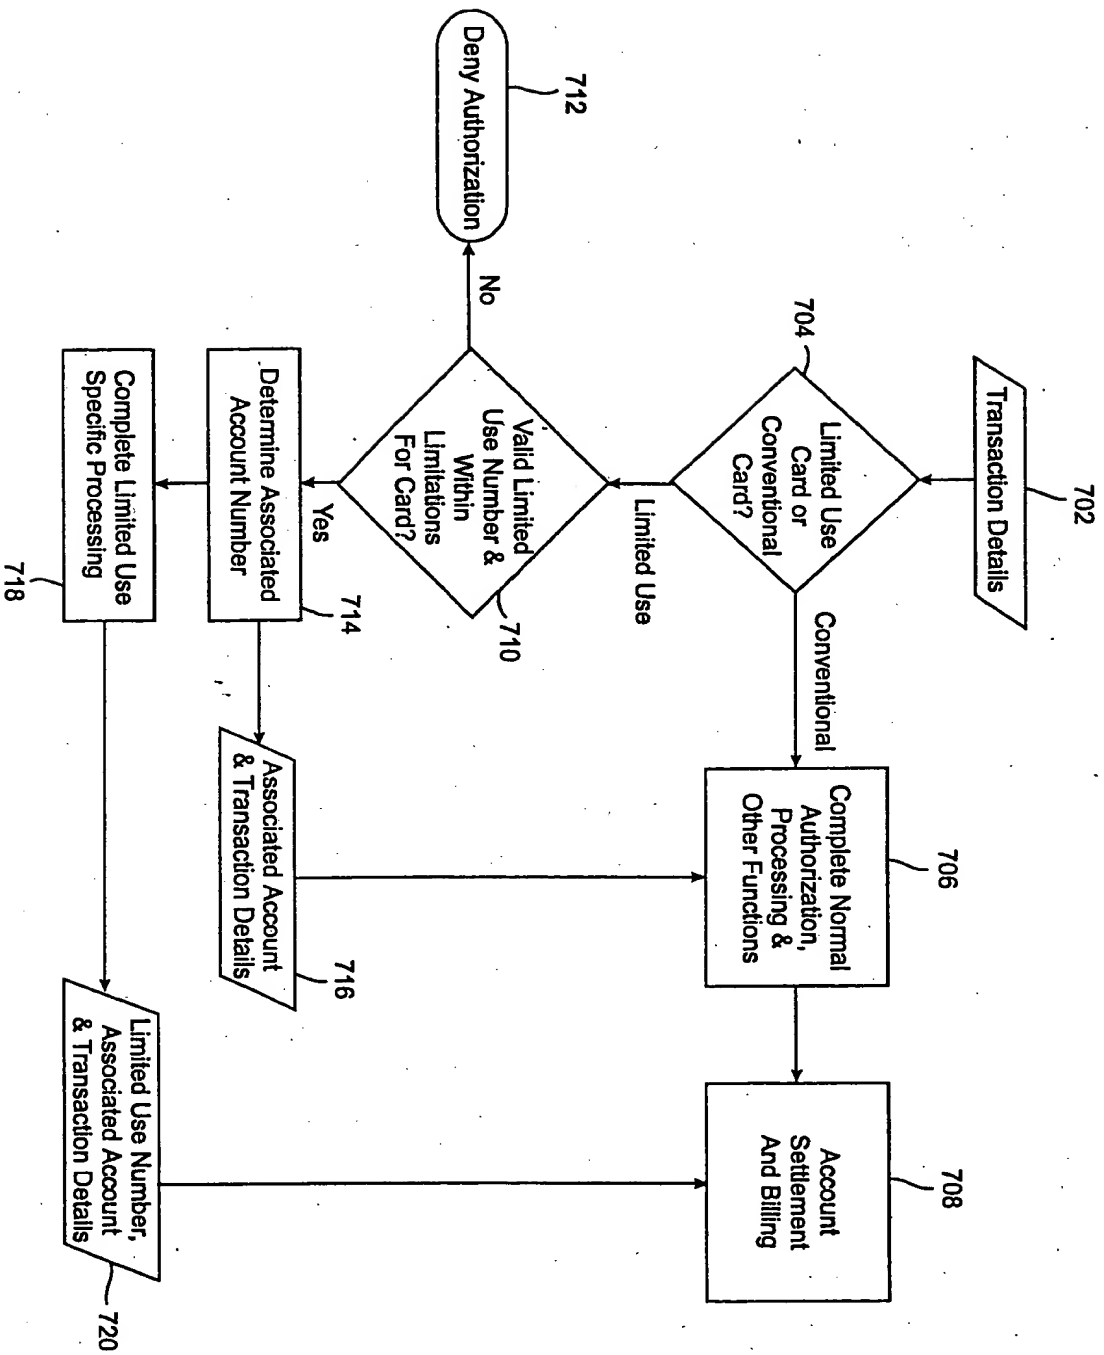 702
Transaction Details
704
Limited Use
Card or
Conventional
Card?
Conventional
706
Complete Normal
Authorization,
Processing &
Other Functions
708
Account
Settlement
And Billing
Limited Use
712
Deny Authorization
No
Valid Limited
Use Number &
Within
Limitations
For Card?
710
Yes
714
Determine Associated
Account Number
716
Associated Account
& Transaction Details
718
Complete Limited Use
Specific Processing
Limited Use Number,
Associated Account
& Transaction Details
720